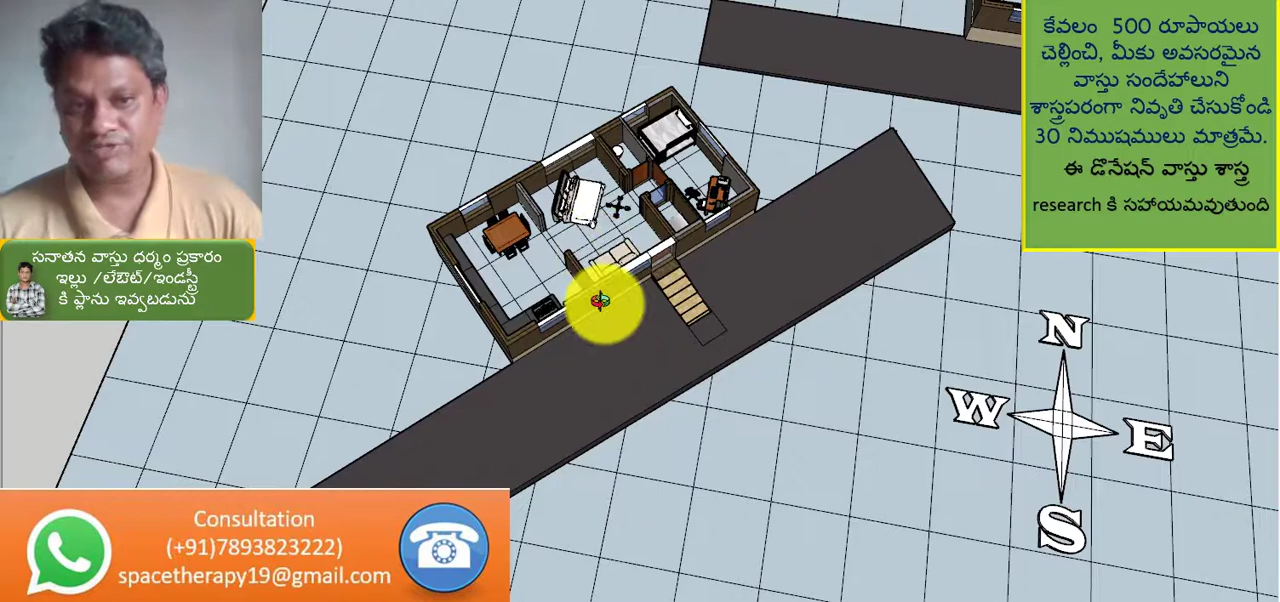 కేవలం 500 రూపాయలు
చెల్లించి, మీకు అవసరమైన
వాస్తు సందేహాలుని
శాస్త్రపరంగా నివృతి చేసుకోండి
30 నిముషములు మాత్రమే.
ఈ డొనేషన్ వాస్తు శాస్త్ర
research కి సహాయమవుతుంది
సనాతన వాస్తు ధర్మం ప్రకారం
ఇల్లు /లేఔట్/ఇండస్ట్రీ
కి ప్లాను ఇవ్వబడును
N
W
E
S
Consultation
(+91)7893823222)
spacetherapy19@gmail.com